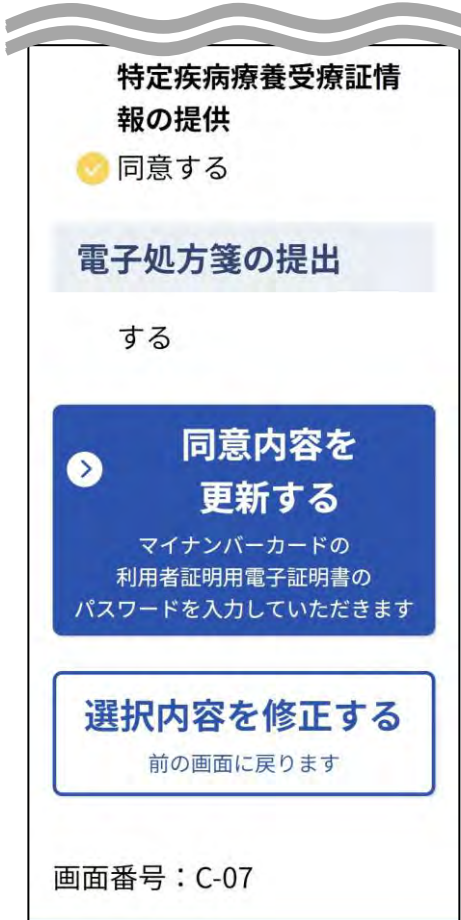 特定疾病療養受療証情
報の提供
同意する
電子処方箋の提出
する
同意内容を
更新する
マイナンバーカードの
利用者証明用電子証明書の
パスワードを入力していただきます
選択内容を修正する
前の画面に戻ります
画面番号：C-07